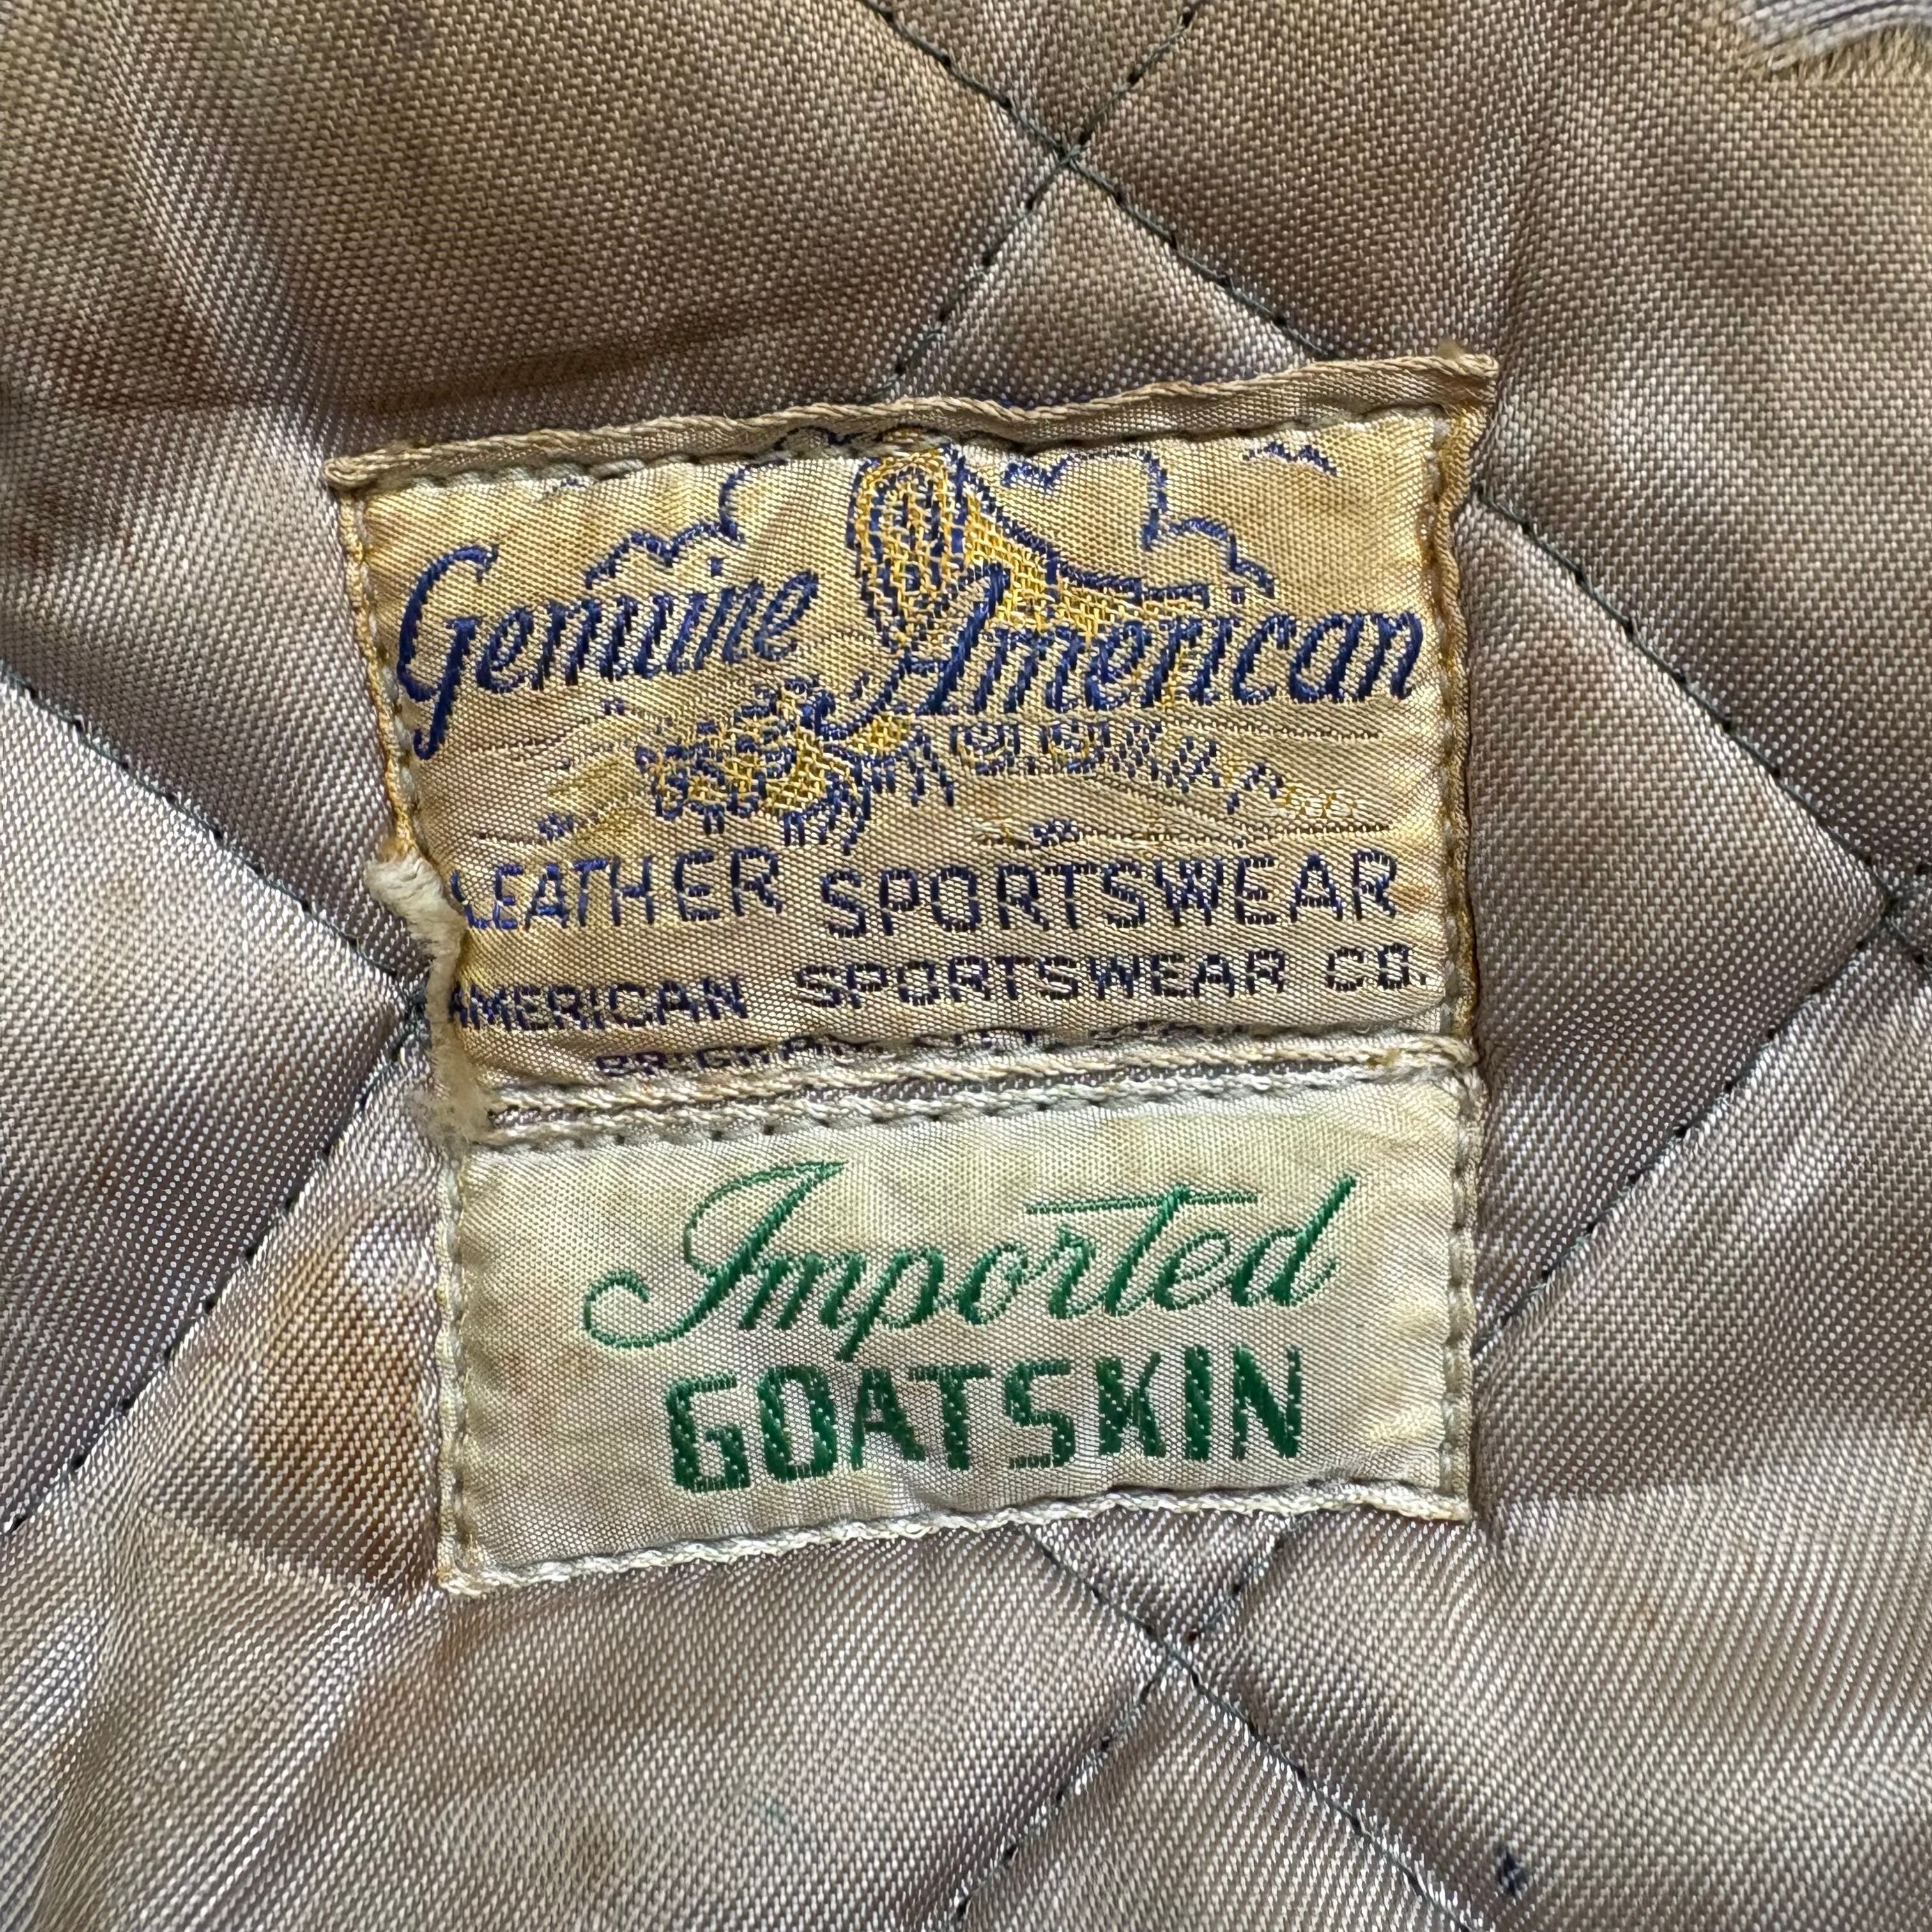 Genuine American
LEATHER SPORTSWEAR
AMERICAN SPORTSWEAR CO.
Imported
GOATSKIN